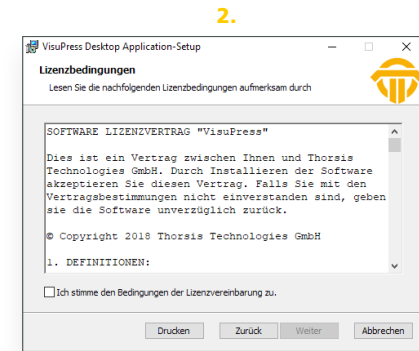 2.
VisuPress Desktop Application-Setup
Lizenzbedingungen
Lesen Sie die nachfolgenden Lizenzbedingungen aufmerksam durch
SOFTWARE LIZENZVERTRAG "VisuPress"
Dies ist ein Vertrag zwischen Ihnen und Thorsis
Technologies GmbH. Durch Installieren der Software
akzeptieren Sie diesen Vertrag. Falls Sie mit den
Vertragsbestimmungen nicht einverstanden sind, geben
sie die Software unverzüglich zurück.
© Copyright 2018 Thorsis Technologies GmbH
1. DEFINITIONEN:
Ich stimme den Bedingungen der Lizenzvereinbarung zu.
Drucken Zurück Weiter Abbrechen